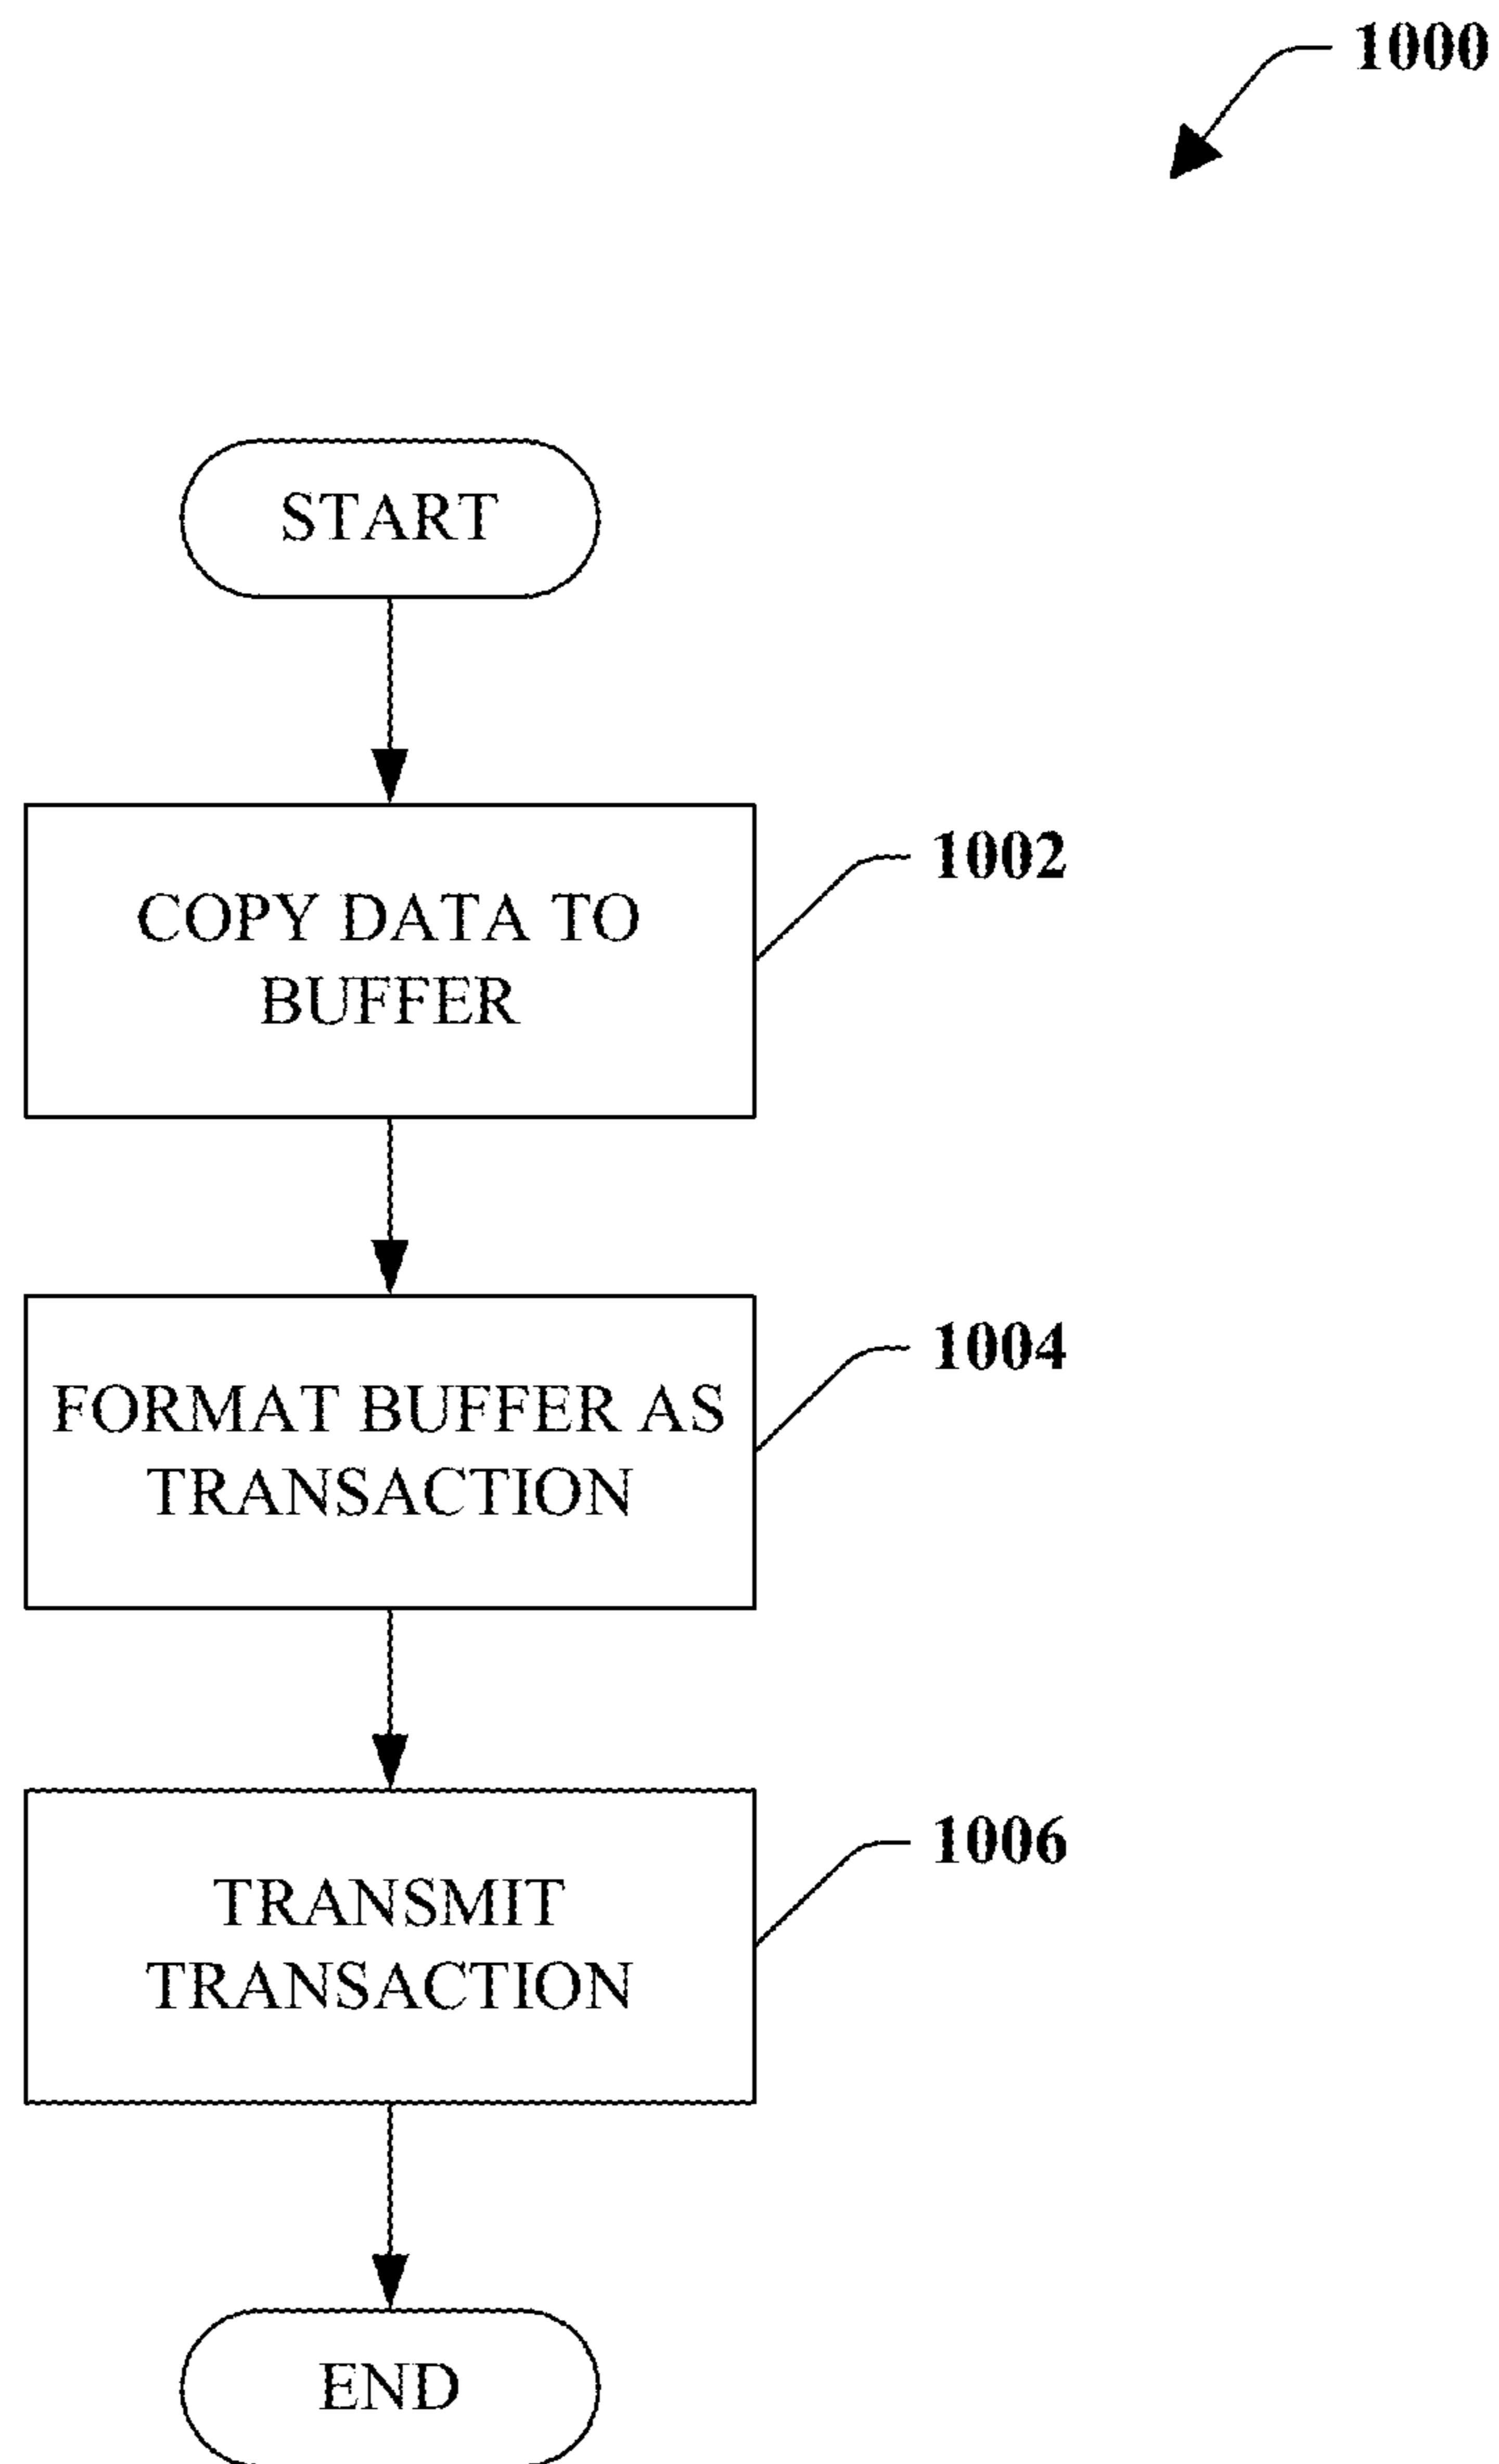 1000
START
COPY DATA TO
BUFFER
1002
FORMAT BUFFER AS
TRANSACTION
1004
TRANSMIT
TRANSACTION
1006
END